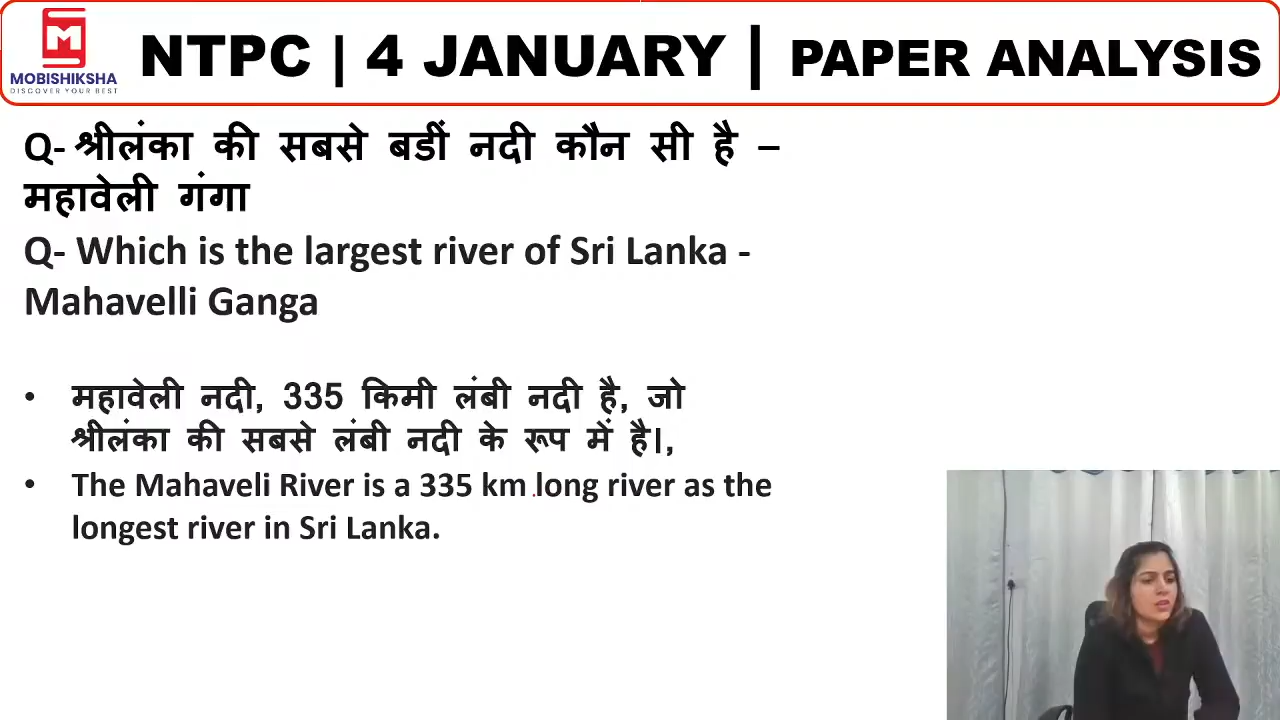 MOBISHIKSHA
DISCOVER YOUR BEST
NTPC | 4 JANUARY | PAPER ANALYSIS
Q- श्रीलंका की सबसे बडीं नदी कौन सी है –
महावेली गंगा
Q- Which is the largest river of Sri Lanka -
Mahavelli Ganga
• महावेली नदी, 335 किमी लंबी नदी है, जो
श्रीलंका की सबसे लंबी नदी के रूप में है।,
• The Mahaveli River is a 335 km long river as the
longest river in Sri Lanka.